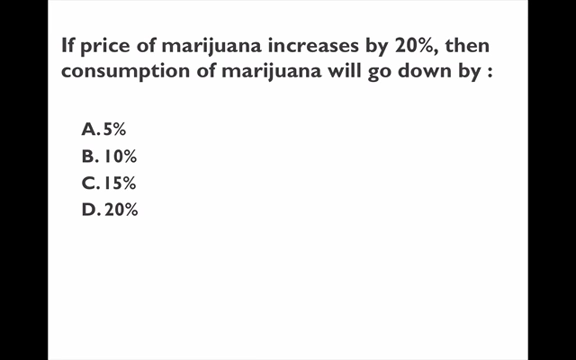 If price of marijuana increases by 20%, then
consumption of marijuana will go down by :
A. 5%
B. 10%
C. 15%
D. 20%